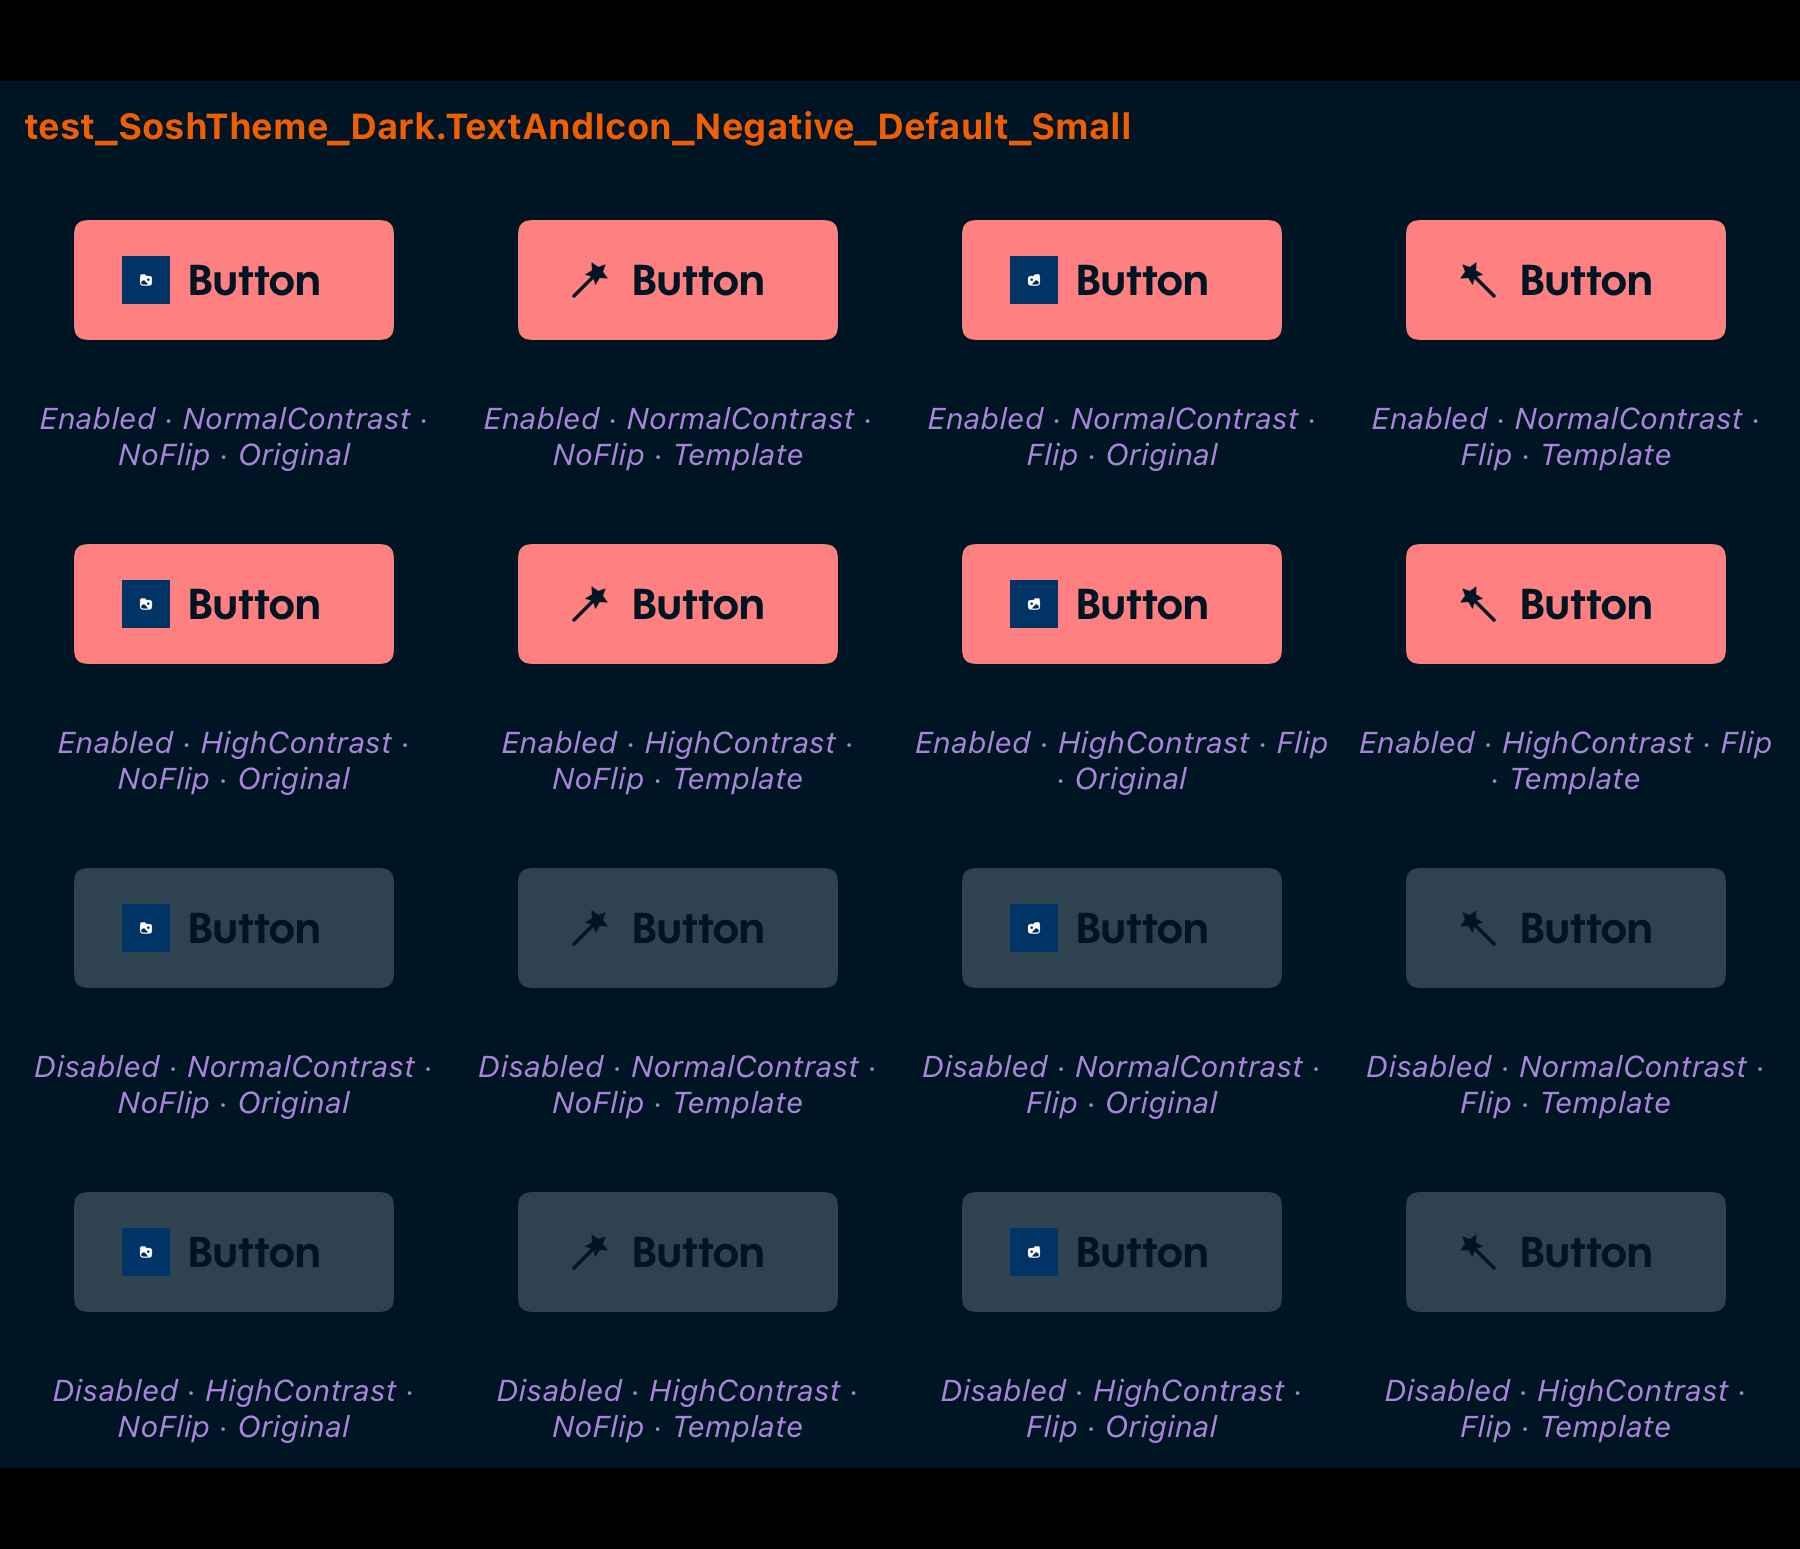 test_SoshTheme_Dark.TextAndIcon_Negative_Default_Small
Button
Button
Button
Button
Enabled · NormalContrast ·
NoFlip · Original
Enabled · NormalContrast ·
NoFlip · Template
Enabled · NormalContrast ·
Flip · Original
Enabled · NormalContrast ·
Flip · Template
Button
Button
Button
Button
Enabled · HighContrast ·
NoFlip · Original
Enabled · HighContrast ·
NoFlip · Template
Enabled · HighContrast · Flip
· Original
Enabled · HighContrast · Flip
· Template
Button
Button
Button
Button
Disabled · NormalContrast ·
NoFlip · Original
Disabled · NormalContrast ·
NoFlip · Template
Disabled · NormalContrast ·
Flip · Original
Disabled · NormalContrast ·
Flip · Template
Button
Button
Button
Button
Disabled · HighContrast ·
NoFlip · Original
Disabled · HighContrast ·
NoFlip · Template
Disabled · HighContrast ·
Flip · Original
Disabled · HighContrast ·
Flip · Template